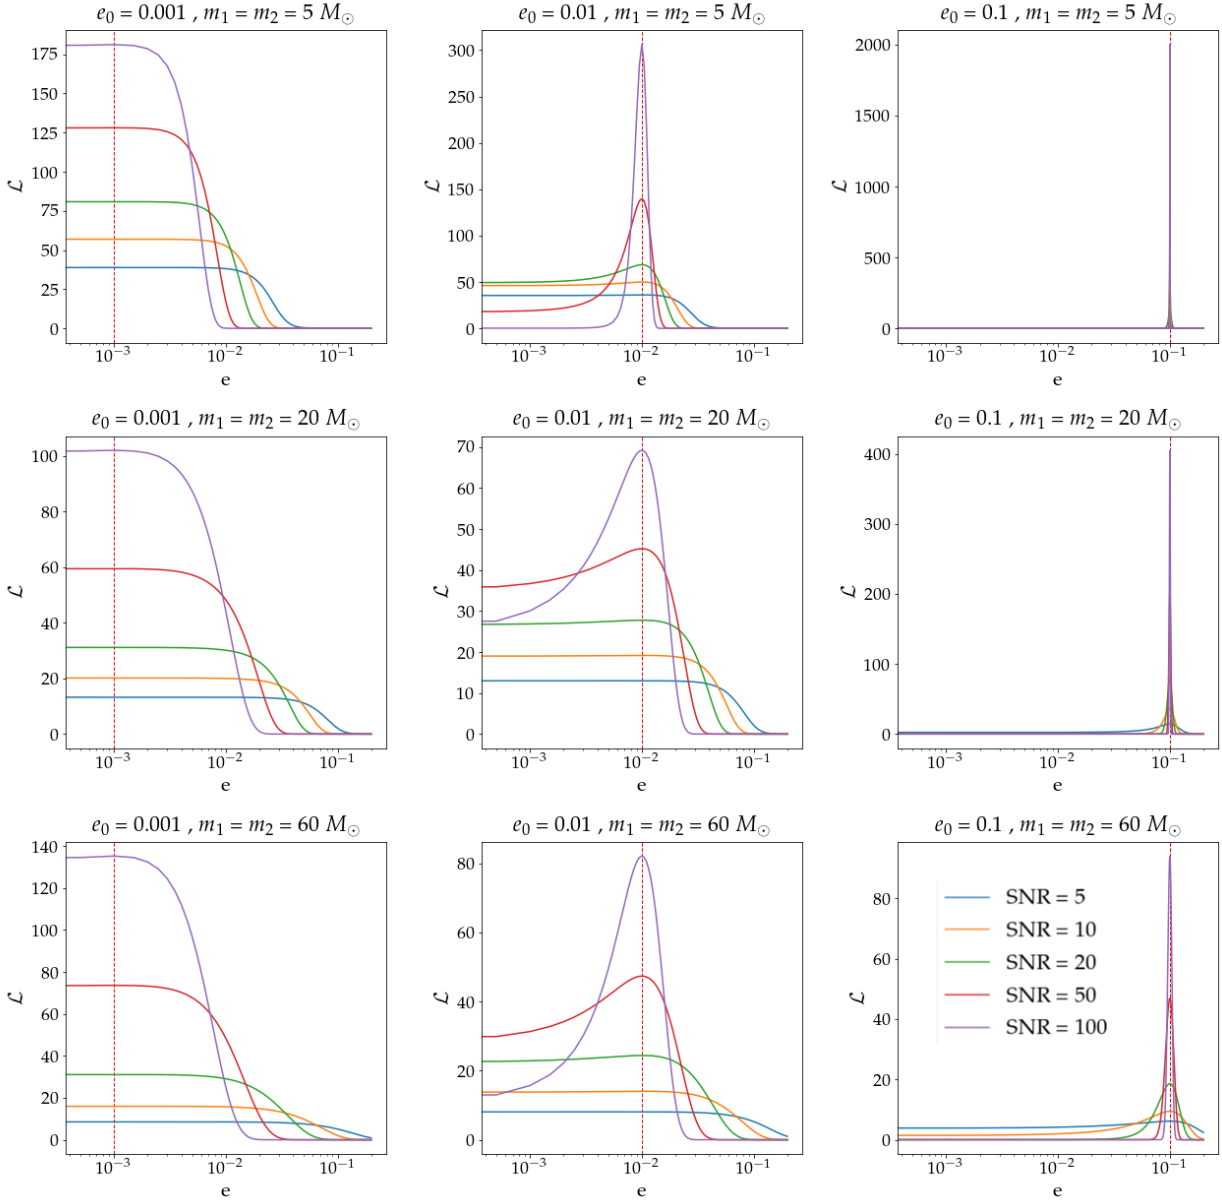 e₀ = 0.001 , m₁ = m₂ = 5 M☉
e₀ = 0.01 , m₁ = m₂ = 5 M☉
e₀ = 0.1 , m₁ = m₂ = 5 M☉
ℒ
175
150
125
100
75
50
25
0
10⁻³
10⁻²
10⁻¹
e
ℒ
300
250
200
150
100
50
0
10⁻³
10⁻²
10⁻¹
e
ℒ
2000
1500
1000
500
0
10⁻³
10⁻²
10⁻¹
e
e₀ = 0.001 , m₁ = m₂ = 20 M☉
e₀ = 0.01 , m₁ = m₂ = 20 M☉
e₀ = 0.1 , m₁ = m₂ = 20 M☉
ℒ
100
80
60
40
20
0
10⁻³
10⁻²
10⁻¹
e
ℒ
70
60
50
40
30
20
10
0
10⁻³
10⁻²
10⁻¹
e
ℒ
400
300
200
100
0
10⁻³
10⁻²
10⁻¹
e
e₀ = 0.001 , m₁ = m₂ = 60 M☉
e₀ = 0.01 , m₁ = m₂ = 60 M☉
e₀ = 0.1 , m₁ = m₂ = 60 M☉
ℒ
140
120
100
80
60
40
20
0
10⁻³
10⁻²
10⁻¹
e
ℒ
80
60
40
20
0
10⁻³
10⁻²
10⁻¹
e
ℒ
80
60
40
20
0
SNR = 5
SNR = 10
SNR = 20
SNR = 50
SNR = 100
10⁻³
10⁻²
10⁻¹
e